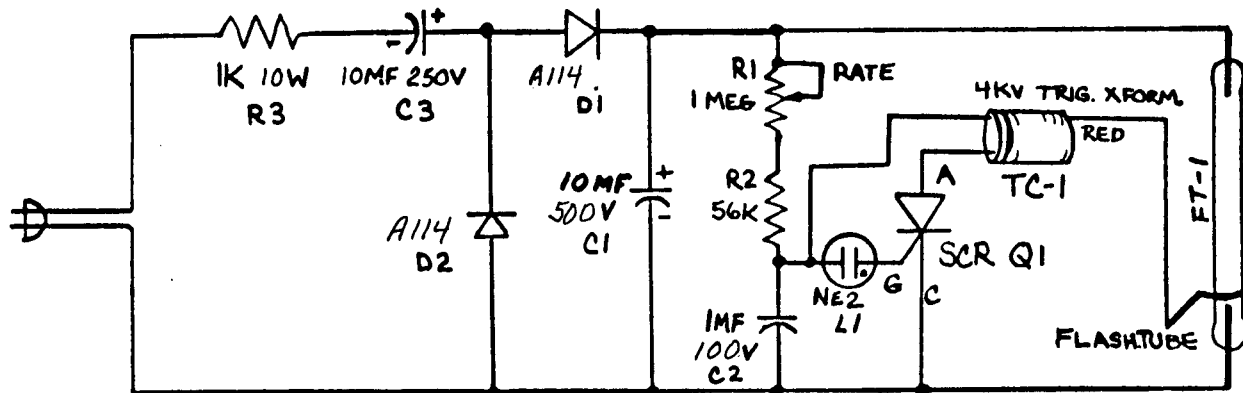 1K 10W
R3
- +
10MF 250V
C3
A114
D1
A114
D2
+
10MF
500V
-
C1
R1
1 MEG
RATE
R2
56K
NE2
L1
1MF
100V
C2
4KV TRIG. XFORM.
RED
TC-1
A
G
C
SCR Q1
FT-1
FLASHTUBE